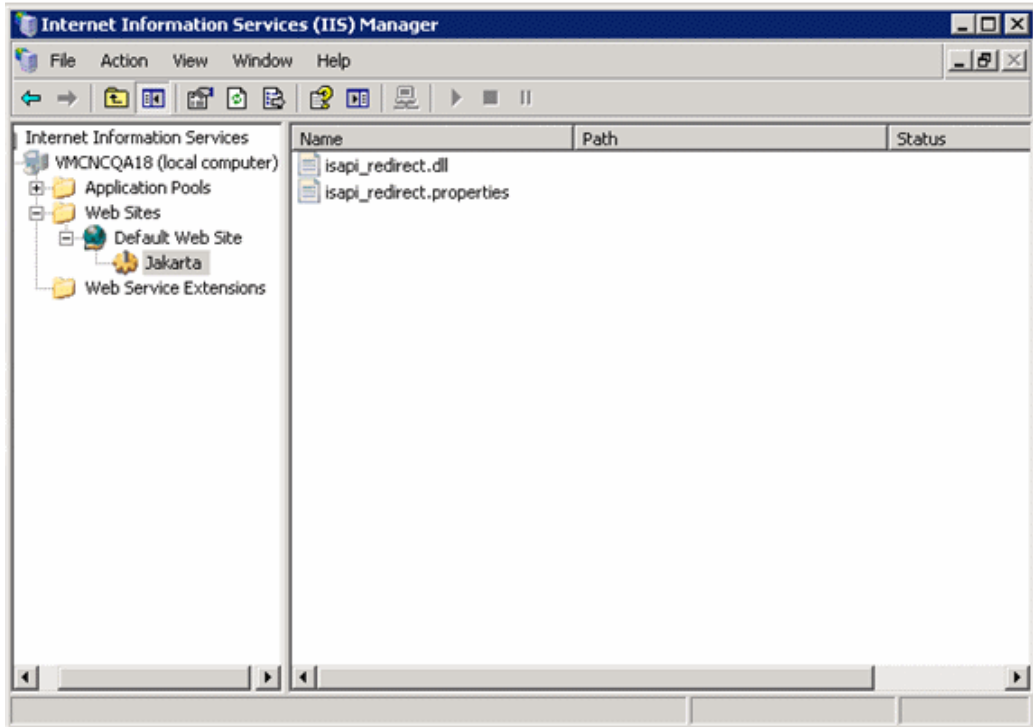 Internet Information Services (IIS) Manager
File Action View Window Help
Internet Information Services
VMCNCQA18 (local computer)
Application Pools
Web Sites
Default Web Site
Jakarta
Web Service Extensions
Name Path Status
isapi_redirect.dll
isapi_redirect.properties